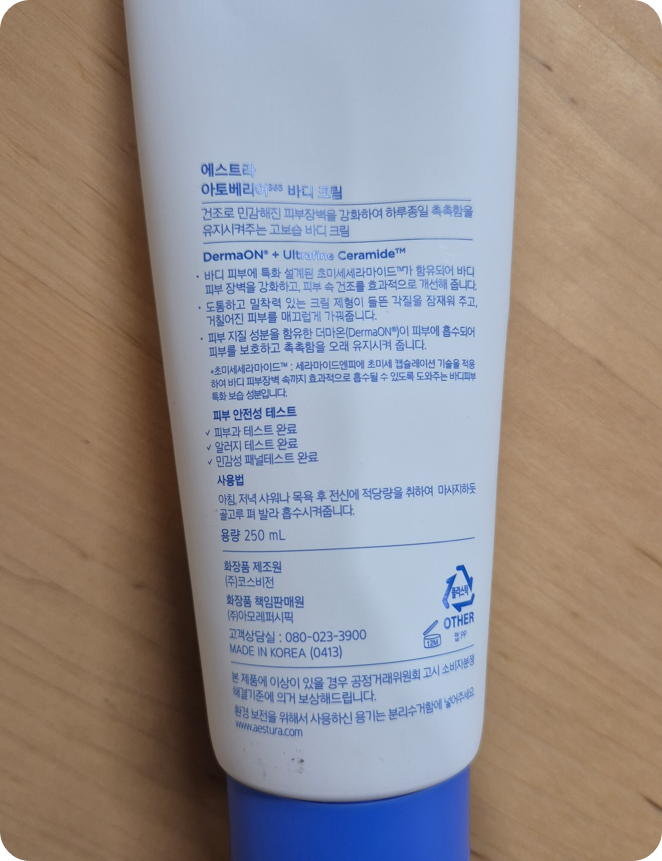 에스트라
아토베리어365 바디 크림
건조로 민감해진 피부장벽을 강화하여 하루종일 촉촉함을
유지시켜주는 고보습 바디 크림
DermaON® + Ultrafine Ceramide™
· 바디 피부에 특화 설계된 초미세세라마이드™가 함유되어 바디
피부 장벽을 강화하고, 피부 속 건조를 효과적으로 개선해 줍니다.
· 도톰하고 밀착력 있는 크림 제형이 들뜬 각질을 잠재워 주고,
거칠어진 피부를 매끄럽게 가꿔줍니다.
· 피부 지질 성분을 함유한 더마온(DermaON®)이 피부에 흡수되어
피부를 보호하고 촉촉함을 오래 유지시켜 줍니다.
*초미세세라마이드™ : 세라마이드엔피에 초미세 캡슐레이션 기술을 적용
하여 바디 피부장벽 속까지 효과적으로 흡수될 수 있도록 도와주는 바디피부
특화 보습 성분입니다.
피부 안전성 테스트
✓ 피부과 테스트 완료
✓ 알러지 테스트 완료
✓ 민감성 패널테스트 완료
사용법
아침, 저녁 샤워나 목욕 후 전신에 적당량을 취하여 마사지하듯
골고루 펴 발라 흡수시켜줍니다.
용량 250 mL
화장품 제조원
(주)코스비전
화장품 책임판매원
(주)아모레퍼시픽
고객상담실 : 080-023-3900
MADE IN KOREA (0413)
플라스틱
OTHER
캡:PP
12M
본 제품에 이상이 있을 경우 공정거래위원회 고시 소비자분쟁
해결기준에 의거 보상해드립니다.
환경 보전을 위해서 사용하신 용기는 분리수거함에 넣어주세요.
www.aestura.com